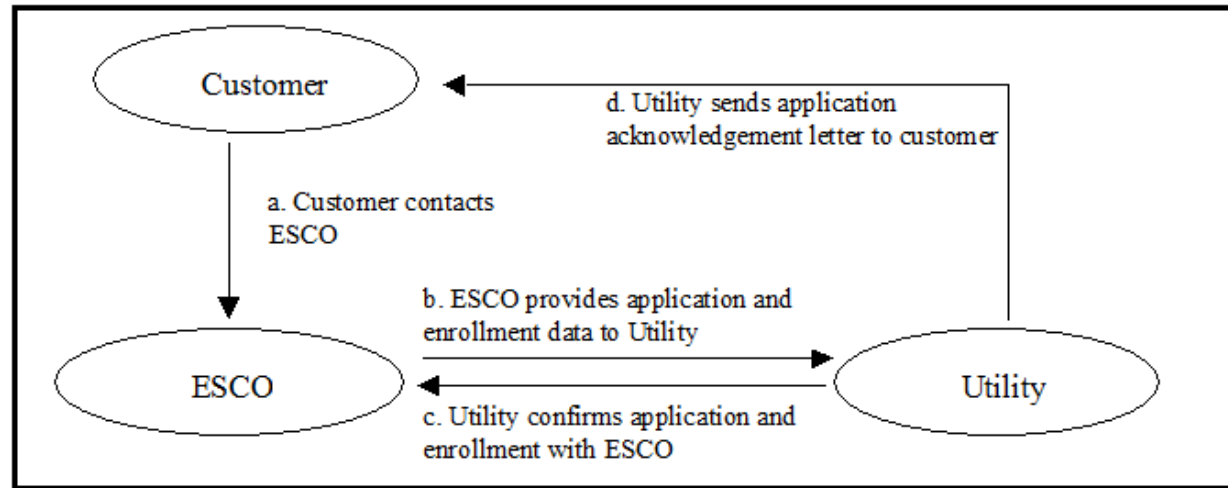 Customer
d. Utility sends application
acknowledgement letter to customer
a. Customer contacts
ESCO
b. ESCO provides application and
enrollment data to Utility
ESCO
Utility
c. Utility confirms application and
enrollment with ESCO